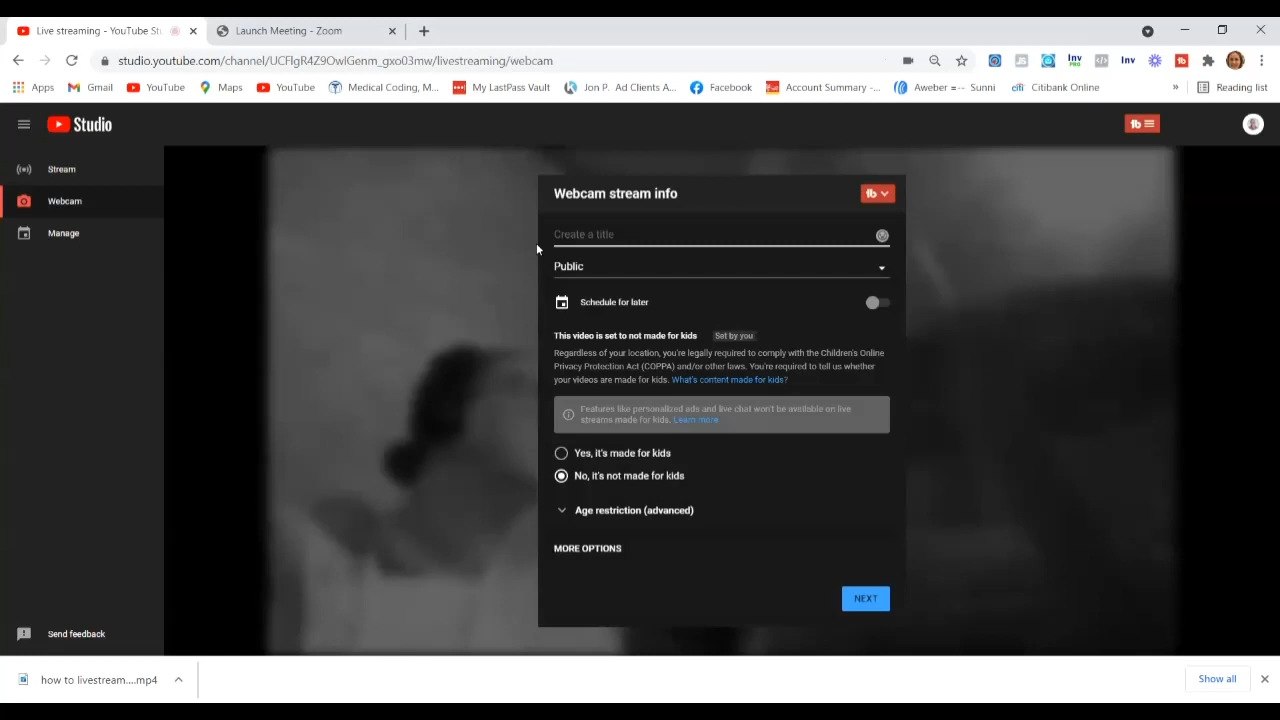 Live streaming - YouTube St
Launch Meeting - Zoom
studio.youtube.com/channel/UCFlgR4Z9OwlGenm_gxo03mw/livestreaming/webcam
Apps
Gmail
YouTube
Maps
YouTube
Medical Coding, M...
My LastPass Vault
Jon P. Ad Clients A...
Facebook
Account Summary -...
Aweber =-- Sunni
citi Citibank Online
»
Reading list
Studio
Stream
Webcam
Manage
Webcam stream info
Create a title
Public
Schedule for later
This video is set to not made for kids Set by you
Regardless of your location, you're legally required to comply with the Children's Online
Privacy Protection Act (COPPA) and/or other laws. You're required to tell us whether
your videos are made for kids. What's content made for kids?
Features like personalized ads and live chat won't be available on live
streams made for kids. Learn more
Yes, it's made for kids
No, it's not made for kids
Age restriction (advanced)
MORE OPTIONS
NEXT
Send feedback
how to livestream....mp4
Show all